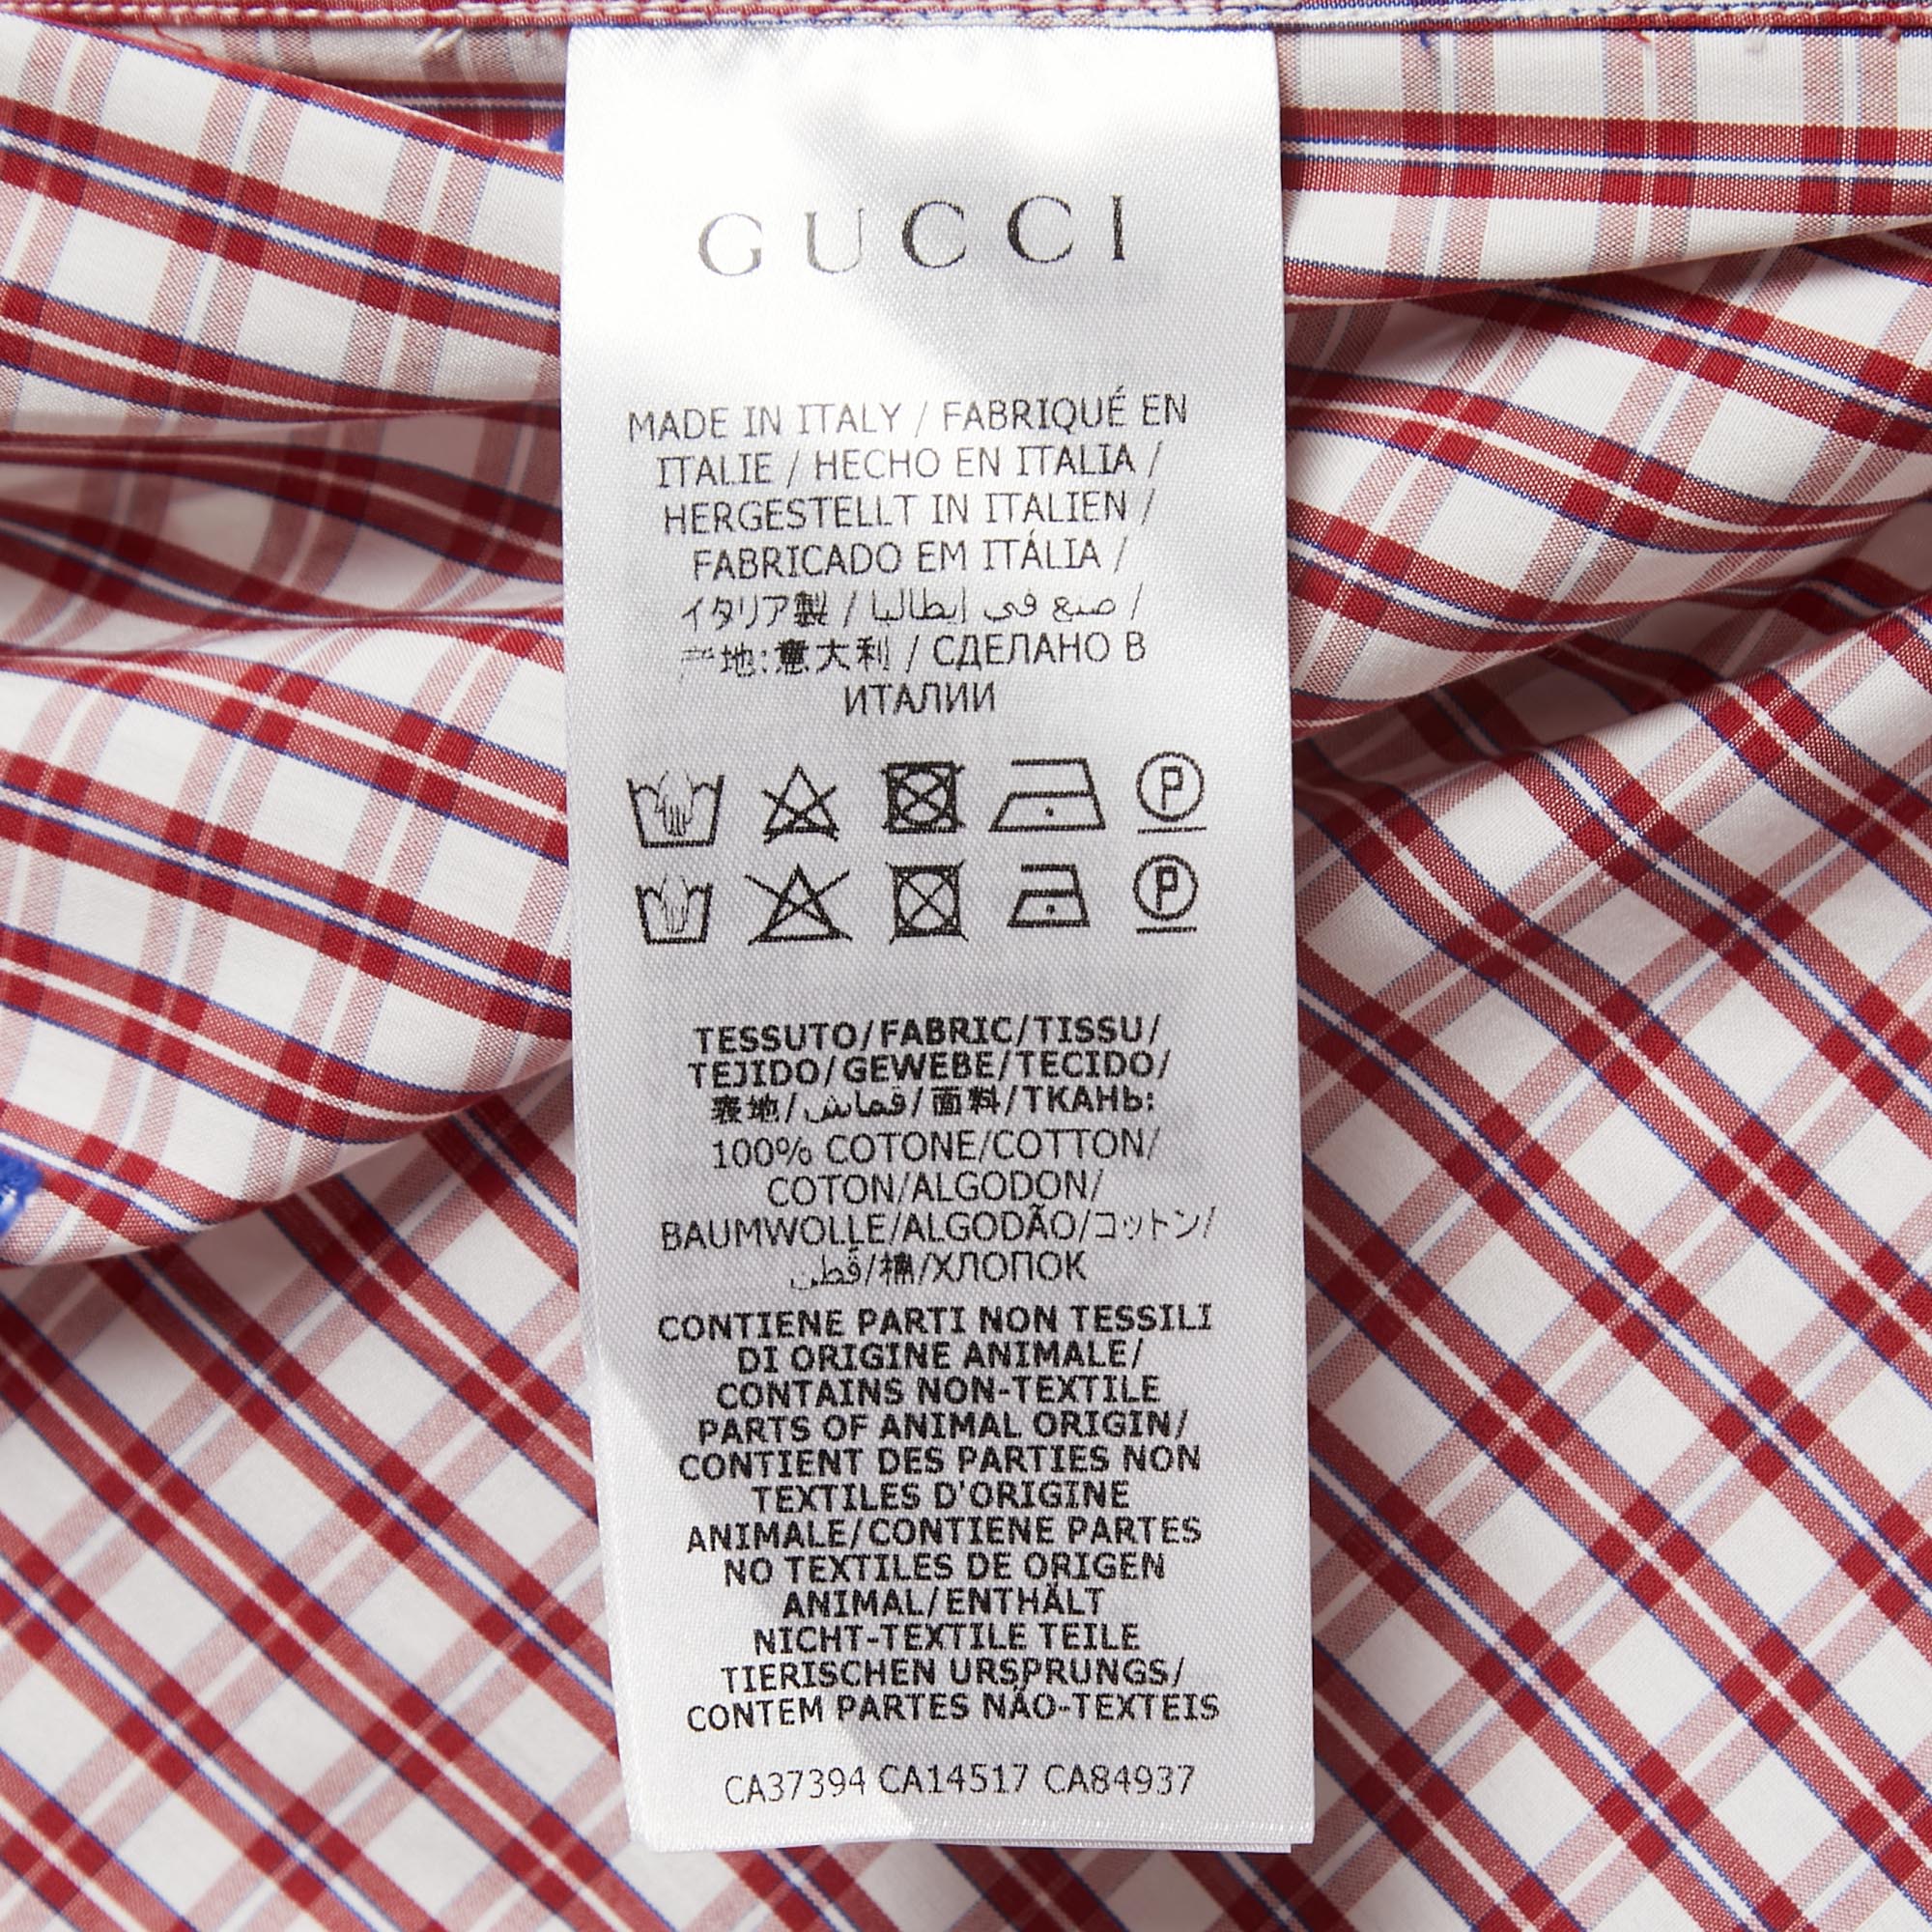 GUCCI
MADE IN ITALY / FABRIQUÉ EN
ITALIE / HECHO EN ITALIA /
HERGESTELLT IN ITALIEN /
FABRICADO EM ITÁLIA /
イタリア製 / صنع في إيطاليا /
产地:意大利 / СДЕЛАНО В
ИТАЛИИ
P
P
TESSUTO/FABRIC/TISSU/
TEJIDO/GEWEBE/TECIDO/
表地/قماش/面料/ТКАНЬ:
100% COTONE/COTTON/
COTON/ALGODON/
BAUMWOLLE/ALGODÃO/コットン/
قطن/棉/ХЛОПОК
CONTIENE PARTI NON TESSILI
DI ORIGINE ANIMALE/
CONTAINS NON-TEXTILE
PARTS OF ANIMAL ORIGIN/
CONTIENT DES PARTIES NON
TEXTILES D'ORIGINE
ANIMALE/CONTIENE PARTES
NO TEXTILES DE ORIGEN
ANIMAL/ENTHÄLT
NICHT-TEXTILE TEILE
TIERISCHEN URSPRUNGS/
CONTEM PARTES NÃO-TEXTEIS
CA37394 CA14517 CA84937